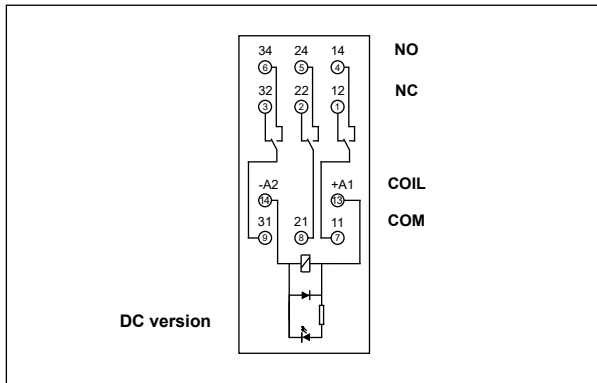 34 24 14 NO
6 5 4
32 22 12 NC
3 2 1
-A2 +A1 COIL
14 13
31 21 11 COM
9 8 7
DC version